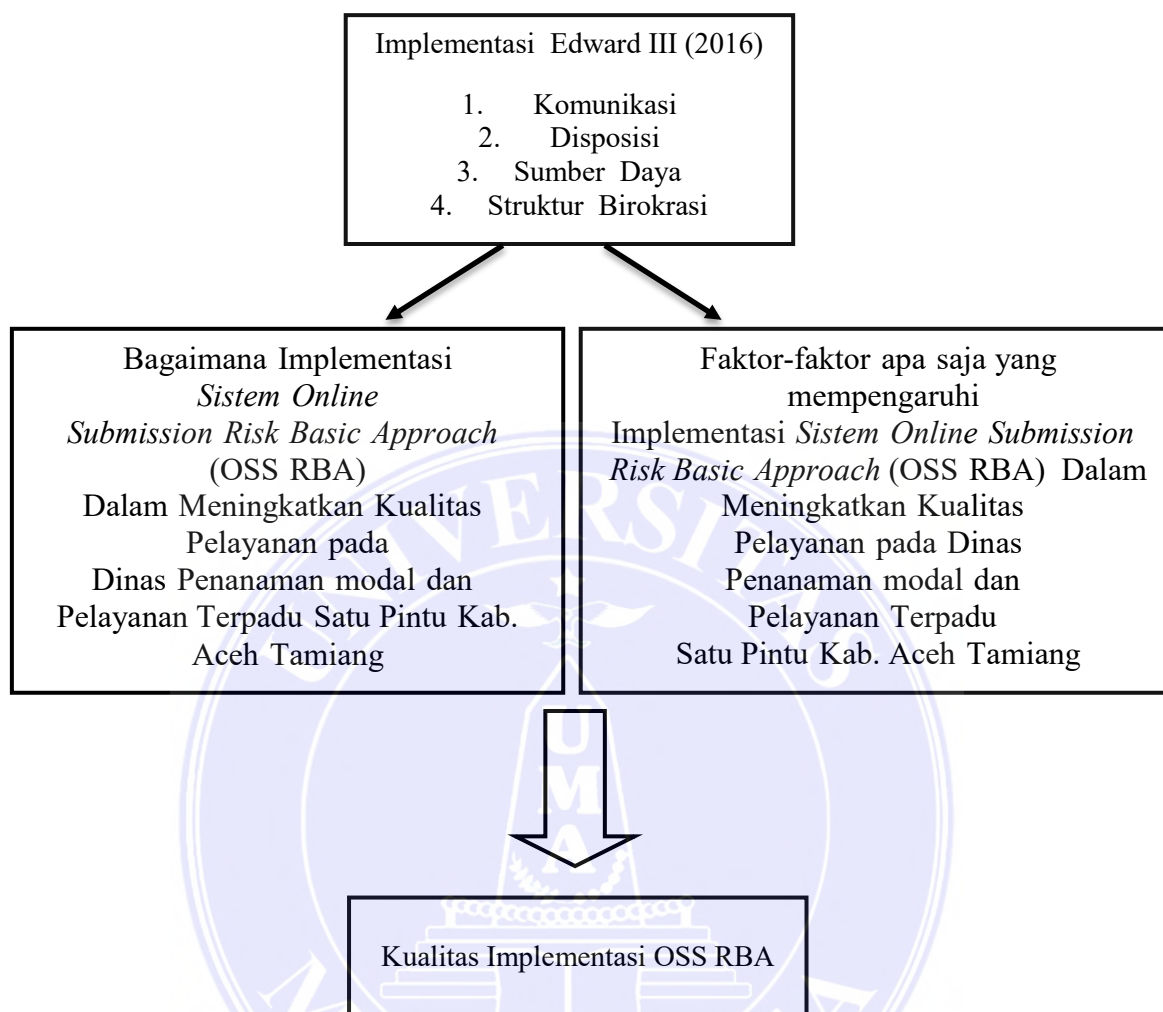 Implementasi Edward III (2016)
1. Komunikasi
2. Disposisi
3. Sumber Daya
4. Struktur Birokrasi
Bagaimana Implementasi
Sistem Online
Submission Risk Basic Approach
(OSS RBA)
Dalam Meningkatkan Kualitas
Pelayanan pada
Dinas Penanaman modal dan
Pelayanan Terpadu Satu Pintu Kab.
Aceh Tamiang
Faktor-faktor apa saja yang
mempengaruhi
Implementasi Sistem Online Submission
Risk Basic Approach (OSS RBA) Dalam
Meningkatkan Kualitas
Pelayanan pada Dinas
Penanaman modal dan
Pelayanan Terpadu
Satu Pintu Kab. Aceh Tamiang
UNIVERSITAS
UMA
Kualitas Implementasi OSS RBA